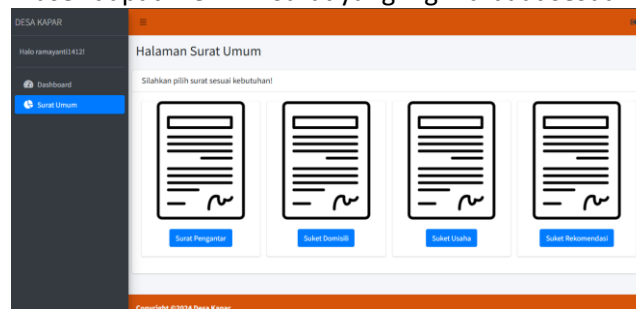 DESA KAPAR
Halo ramayanti1412!
Dashboard
Surat Umum
Halaman Surat Umum
Silahkan pilih surat sesuai kebutuhan!
Surat Pengantar
Suket Domisili
Suket Usaha
Suket Rekomendasi
Copyright ©2024 Desa Kapar